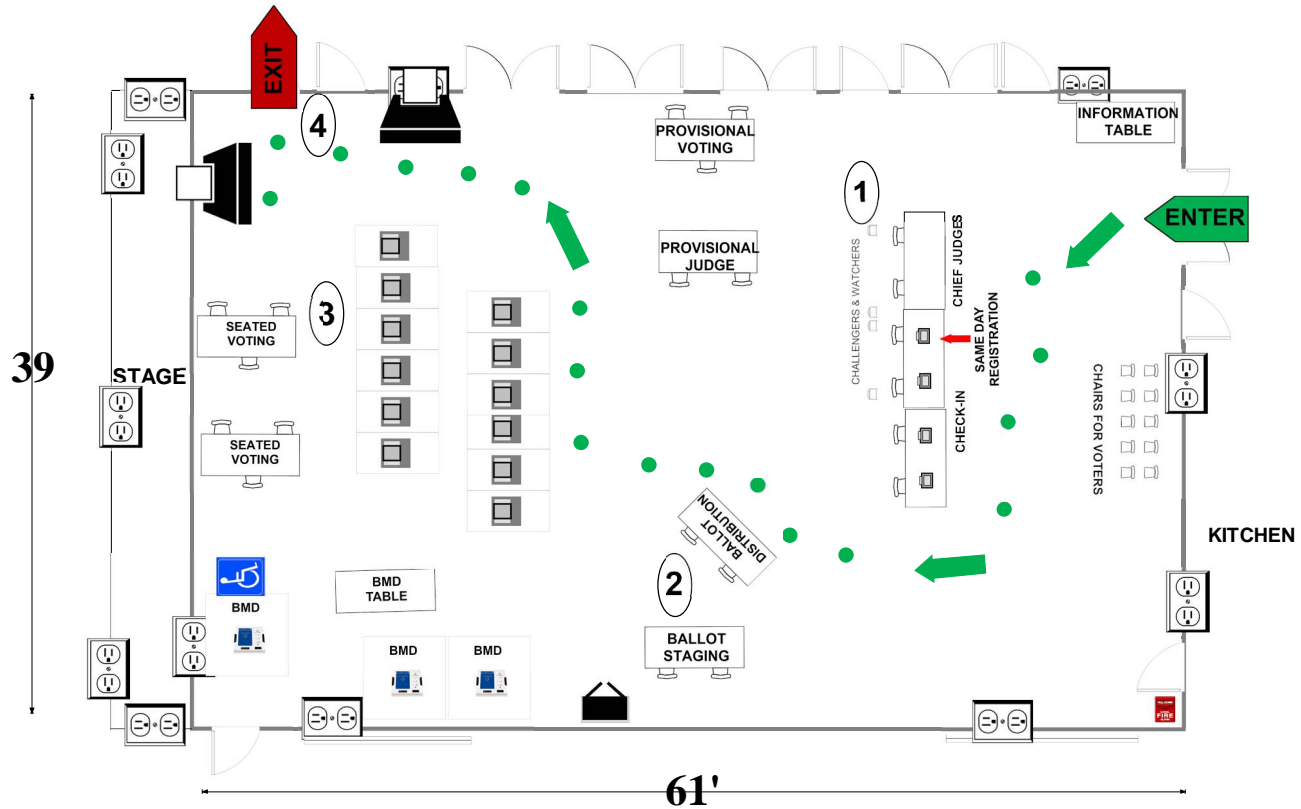 EXIT
4
INFORMATION
TABLE
PROVISIONAL
VOTING
1
ENTER
PROVISIONAL
JUDGE
CHIEF JUDGES
CHALLENGERS & WATCHERS
SAME DAY
REGISTRATION
3
SEATED
VOTING
39
STAGE
CHAIRS FOR VOTERS
CHECK-IN
SEATED
VOTING
BALLOT
DISTRIBUTION
KITCHEN
2
BMD
TABLE
BMD
BALLOT
STAGING
BMD
BMD
FIRE
61'